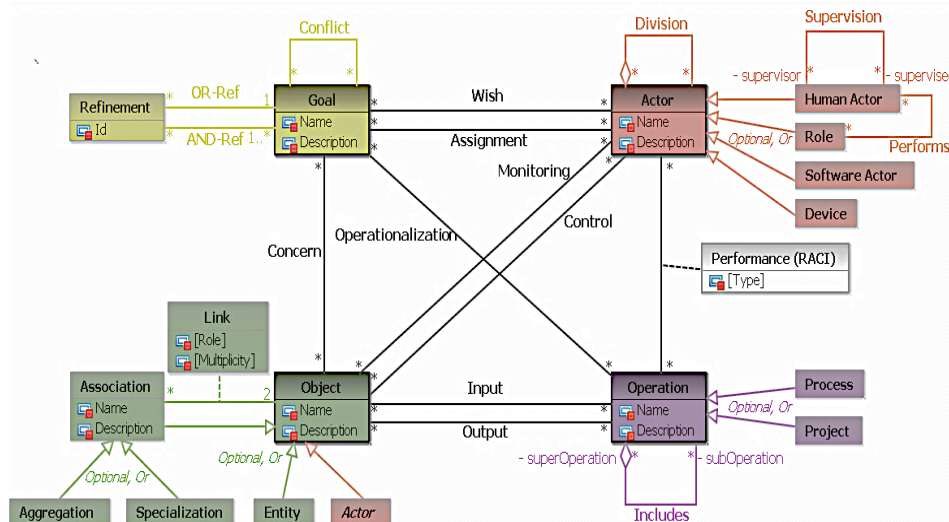 Conflict
Division
Supervision
- supervisor
- supervise
Refinement
Id
OR-Ref
1
AND-Ref 1..*
Goal
Name
Description
Wish
Assignment
Actor
Name
Description
Human Actor
Optional, Or
Role
Performs
Software Actor
Device
Monitoring
Control
Operationalization
Concern
Performance (RACI)
[Type]
Link
[Role]
[Multiplicity]
Association
Name
Description
2
Object
Name
Description
Input
Output
Operation
Name
Description
Process
Optional, Or
Project
Optional, Or
Optional, Or
- superOperation
- subOperation
Aggregation
Specialization
Entity
Actor
Includes